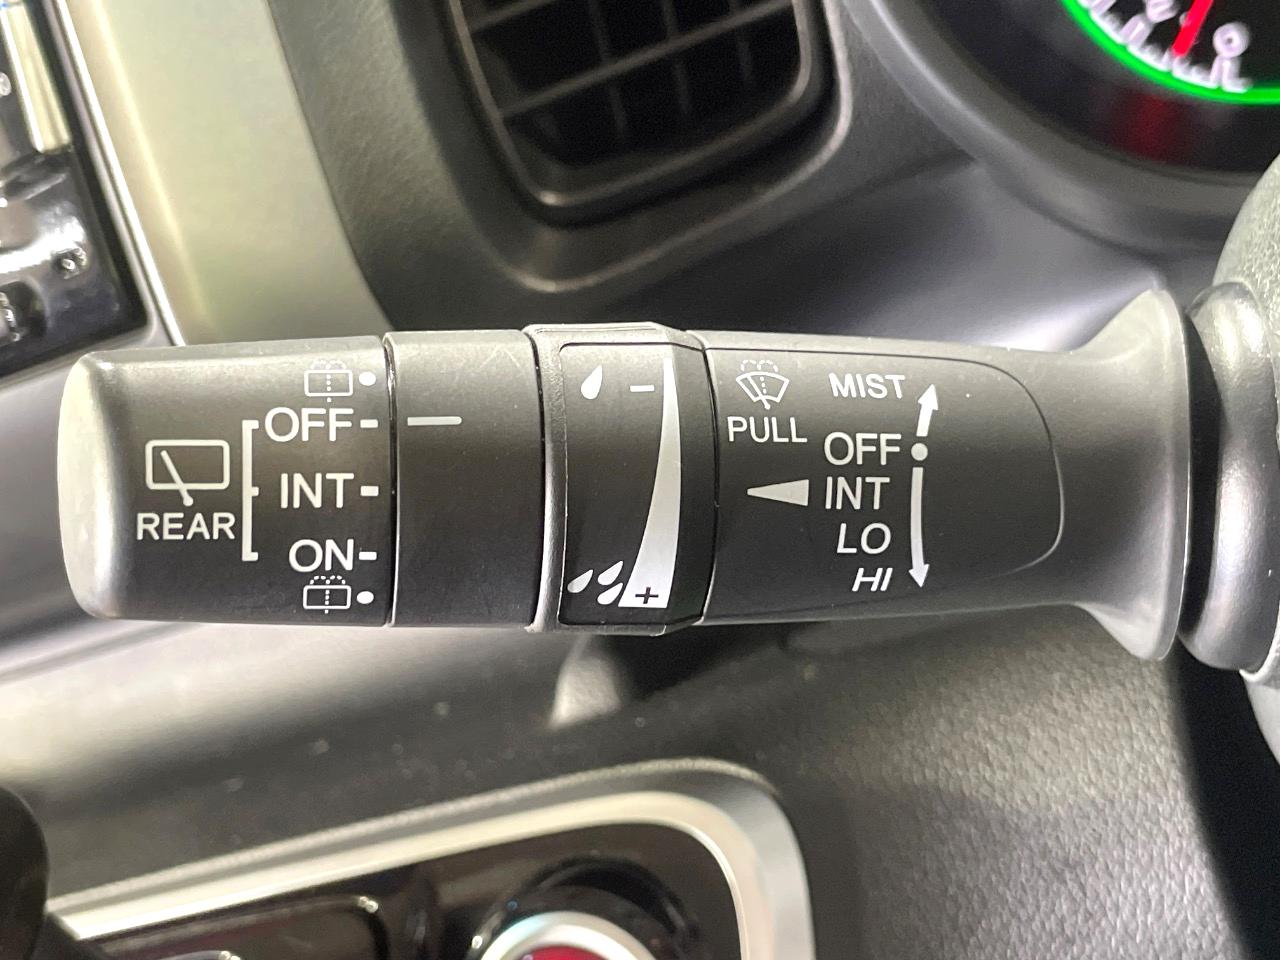 OFF
INT
ON
REAR
−
+
PULL
MIST
OFF
INT
LO
HI